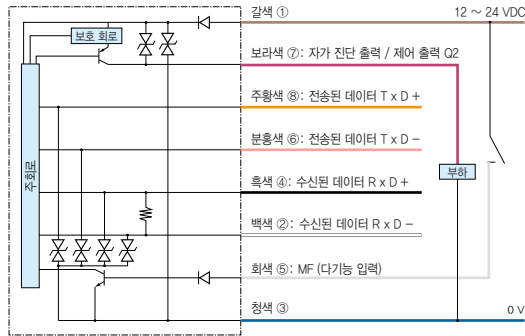 갈색 ①
12 ～ 24 VDC
보호 회로
보라색 ⑦: 자가 진단 출력 / 제어 출력 Q2
주황색 ⑧: 전송된 데이터 T x D +
분홍색 ⑥: 전송된 데이터 T x D −
주회로
부하
흑색 ④: 수신된 데이터 R x D +
백색 ②: 수신된 데이터 R x D −
회색 ⑤: MF (다기능 입력)
청색 ③
0 V